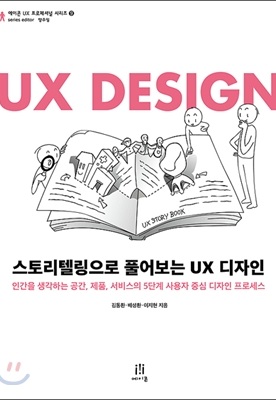 에이콘 UX 프로페셔널 시리즈 9
series editor 양주일
UX DESIGN
UX STORY BOOK
스토리텔링으로 풀어보는 UX 디자인
인간을 생각하는 공간, 제품, 서비스의 5단계 사용자 중심 디자인 프로세스
김동환·배성환·이지현 지음
에이콘